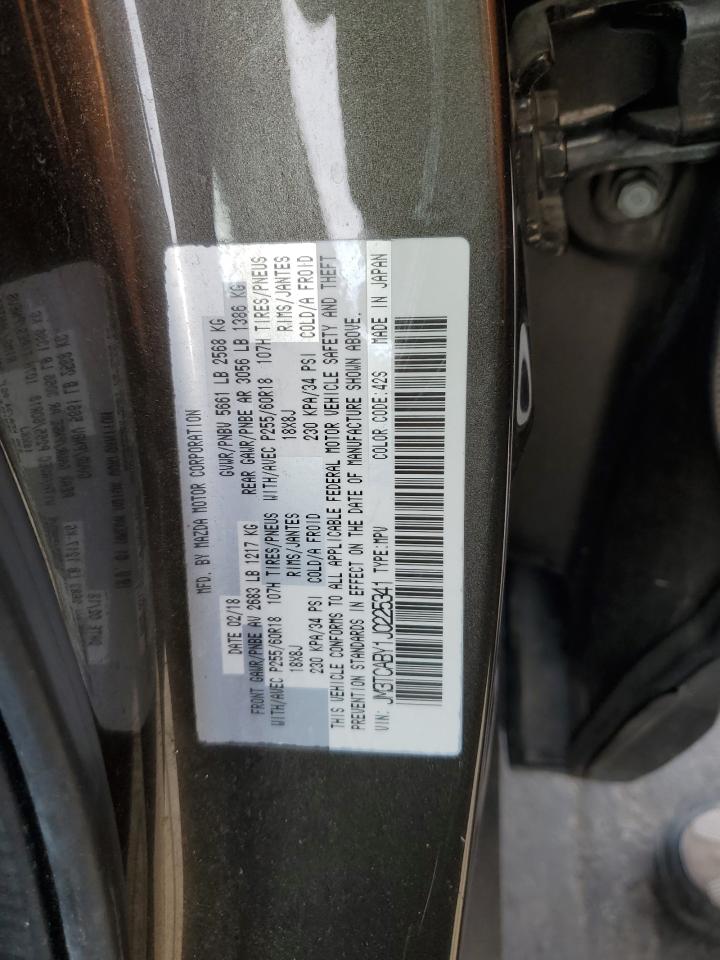 MFD. BY MAZDA MOTOR CORPORATION
DATE 02/18 GVWR/PNBV 5661 LB 2568 KG
FRONT GAWR/PNBE AV 2683 LB 1217 KG REAR GAWR/PNBE AR 3056 LB 1386 KG
WITH/AVEC P255/60R18 107H TIRES/PNEUS WITH/AVEC P255/60R18 107H TIRES/PNEUS
18X8J RIMS/JANTES 18X8J RIMS/JANTES
230 KPA/34 PSI COLD/A FROID 230 KPA/34 PSI COLD/A FROID
THIS VEHICLE CONFORMS TO ALL APPLICABLE FEDERAL MOTOR VEHICLE SAFETY AND THEFT
PREVENTION STANDARDS IN EFFECT ON THE DATE OF MANUFACTURE SHOWN ABOVE.
VIN: JM3TCABY1J0225341 TYPE:MPV COLOR CODE:42S MADE IN JAPAN